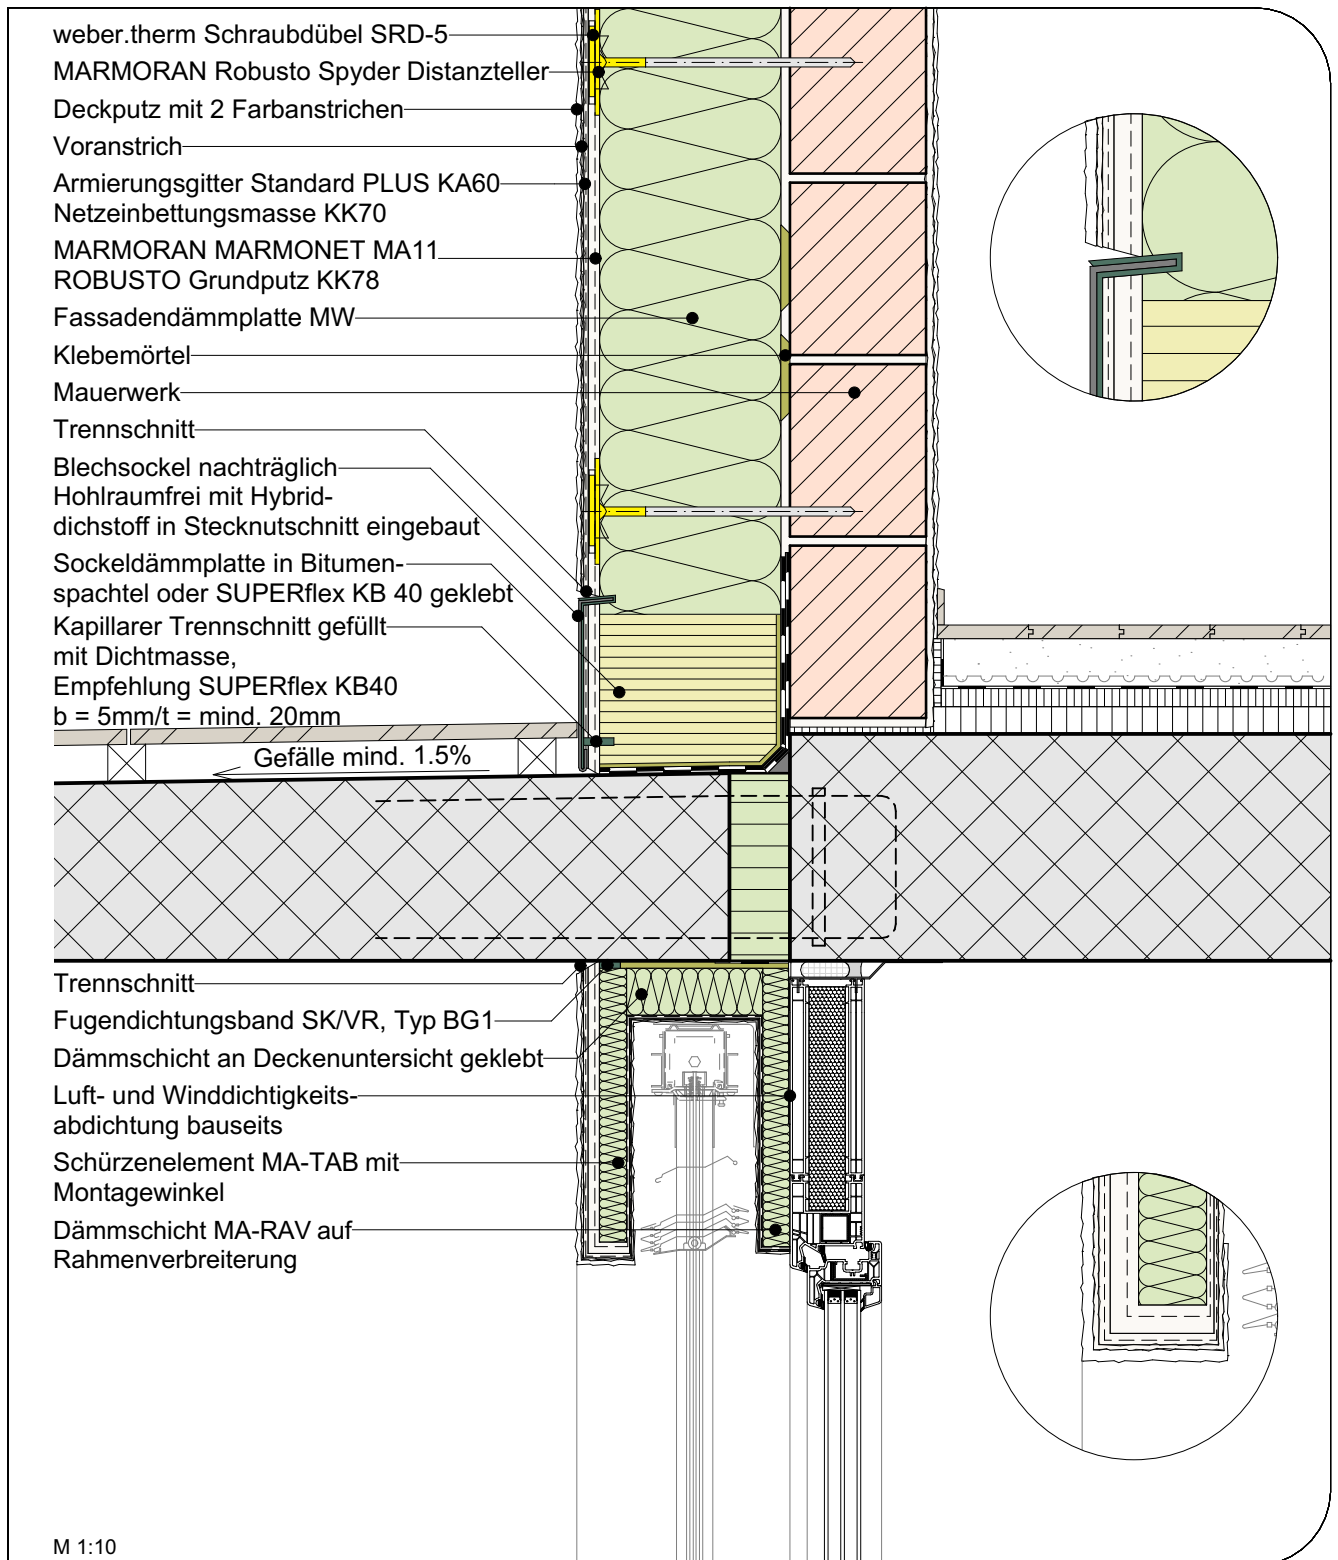 weber.therm Schraubdübel SRD-5
MARMORAN Robusto Spyder Distanzteller
Deckputz mit 2 Farbanstrichen
Voranstrich
Armierungsgitter Standard PLUS KA60
Netzeinbettungsmasse KK70
MARMORAN MARMONET MA11
ROBUSTO Grundputz KK78
Fassadendämmplatte MW
Klebemörtel
Mauerwerk
Trennschnitt
Blechsockel nachträglich
Hohlraumfrei mit Hybrid-
dichstoff in Stecknutschnitt eingebaut
Sockeldämmplatte in Bitumen-
spachtel oder SUPERflex KB 40 geklebt
Kapillarer Trennschnitt gefüllt
mit Dichtmasse,
Empfehlung SUPERflex KB40
b = 5mm/t = mind. 20mm
Gefälle mind. 1.5%
Trennschnitt
Fugendichtungsband SK/VR, Typ BG1
Dämmschicht an Deckenuntersicht geklebt
Luft- und Winddichtigkeits-
abdichtung bauseits
Schürzenelement MA-TAB mit
Montagewinkel
Dämmschicht MA-RAV auf
Rahmenverbreiterung
M 1:10